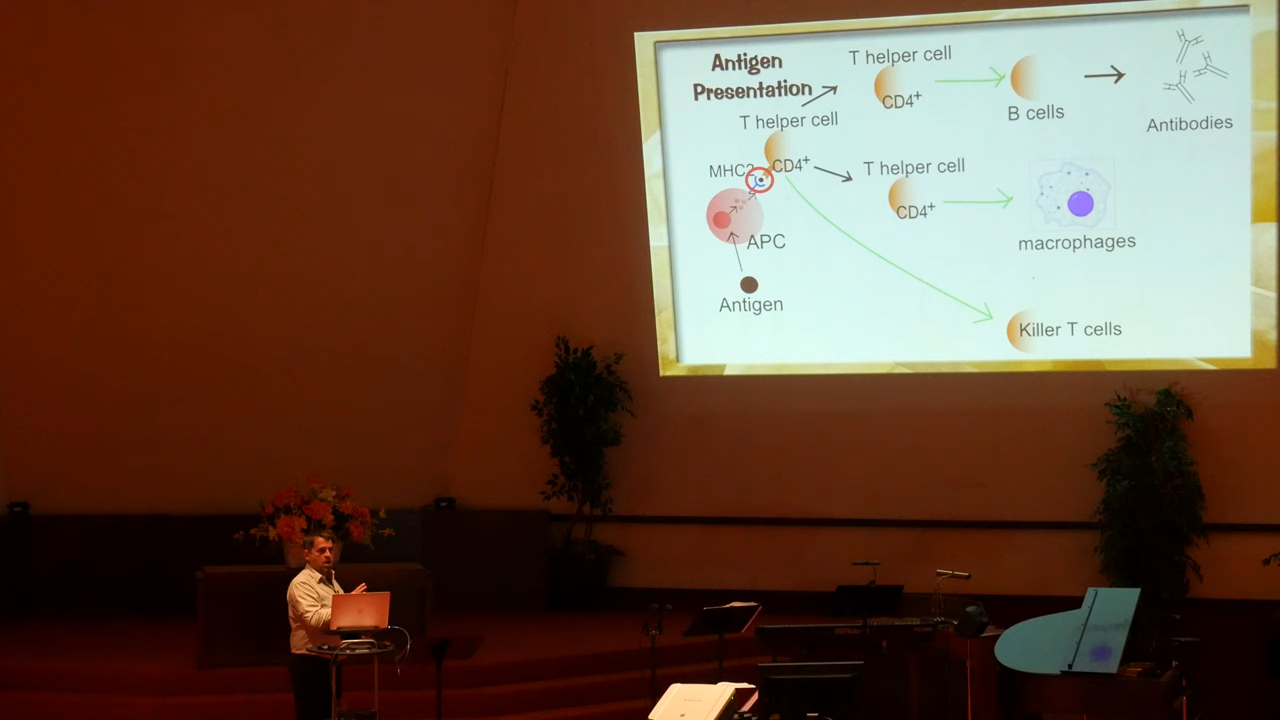 Antigen
Presentation
T helper cell
CD4+
B cells
Antibodies
T helper cell
MHC2
CD4+
T helper cell
CD4+
macrophages
APC
Antigen
Killer T cells